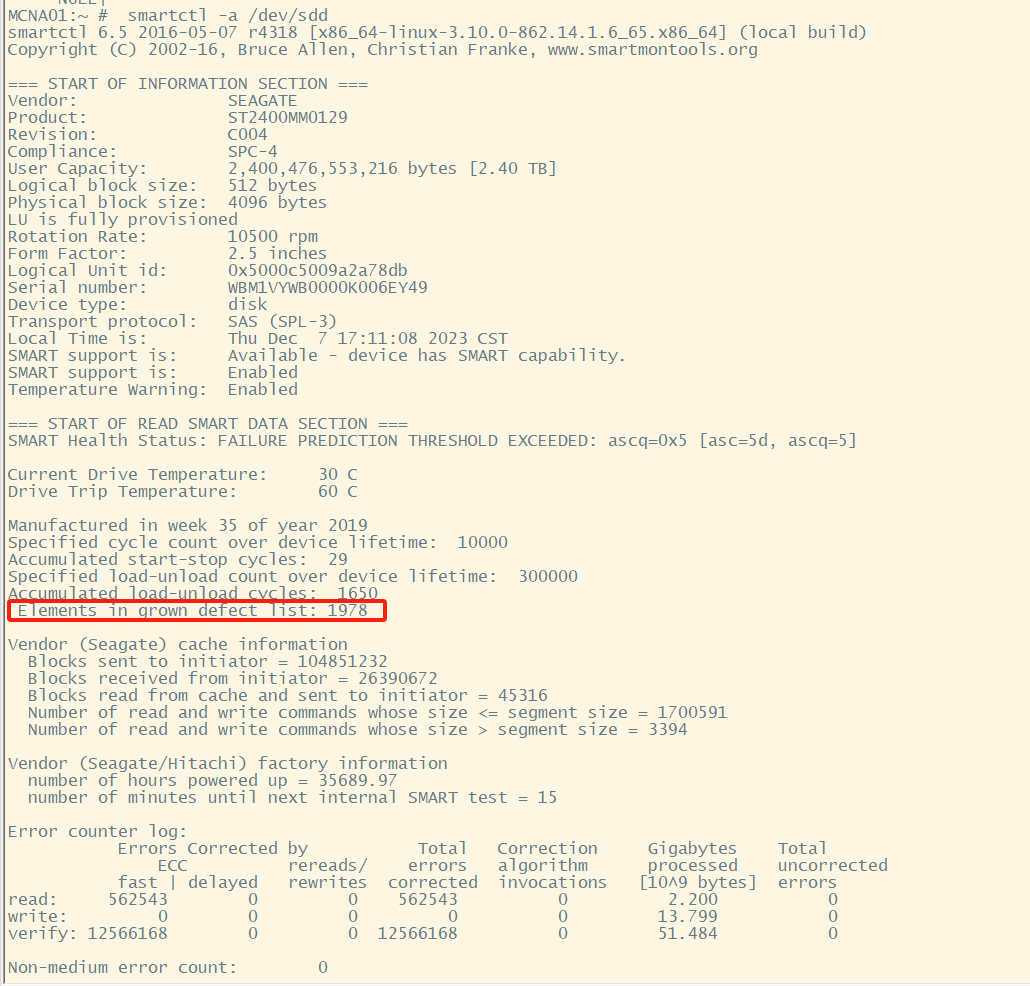 MCNA01:~ #  smartctl -a /dev/sdd
smartctl 6.5 2016-05-07 r4318 [x86_64-linux-3.10.0-862.14.1.6_65.x86_64] (local build)
Copyright (C) 2002-16, Bruce Allen, Christian Franke, www.smartmontools.org

=== START OF INFORMATION SECTION ===
Vendor:               SEAGATE
Product:              ST2400MM0129
Revision:             C004
Compliance:           SPC-4
User Capacity:        2,400,476,553,216 bytes [2.40 TB]
Logical block size:   512 bytes
Physical block size:  4096 bytes
LU is fully provisioned
Rotation Rate:        10500 rpm
Form Factor:          2.5 inches
Logical Unit id:      0x5000c5009a2a78db
Serial number:        WBM1VYWB0000K006EY49
Device type:          disk
Transport protocol:   SAS (SPL-3)
Local Time is:        Thu Dec  7 17:11:08 2023 CST
SMART support is:     Available - device has SMART capability.
SMART support is:     Enabled
Temperature Warning:  Enabled

=== START OF READ SMART DATA SECTION ===
SMART Health Status: FAILURE PREDICTION THRESHOLD EXCEEDED: ascq=0x5 [asc=5d, ascq=5]

Current Drive Temperature:     30 C
Drive Trip Temperature:        60 C

Manufactured in week 35 of year 2019
Specified cycle count over device lifetime:  10000
Accumulated start-stop cycles:  29
Specified load-unload count over device lifetime:  300000
Accumulated load-unload cycles:  1650
Elements in grown defect list: 1978

Vendor (Seagate) cache information
  Blocks sent to initiator = 104851232
  Blocks received from initiator = 26390672
  Blocks read from cache and sent to initiator = 45316
  Number of read and write commands whose size <= segment size = 1700591
  Number of read and write commands whose size > segment size = 3394

Vendor (Seagate/Hitachi) factory information
  number of hours powered up = 35689.97
  number of minutes until next internal SMART test = 15

Error counter log:
           Errors Corrected by           Total   Correction     Gigabytes    Total
               ECC          rereads/    errors   algorithm      processed    uncorrected
           fast | delayed   rewrites  corrected  invocations   [10^9 bytes]  errors
read:     562543        0         0    562543          0          2.200           0
write:         0        0         0         0          0         13.799           0
verify: 12566168        0         0  12566168          0         51.484           0

Non-medium error count:        0